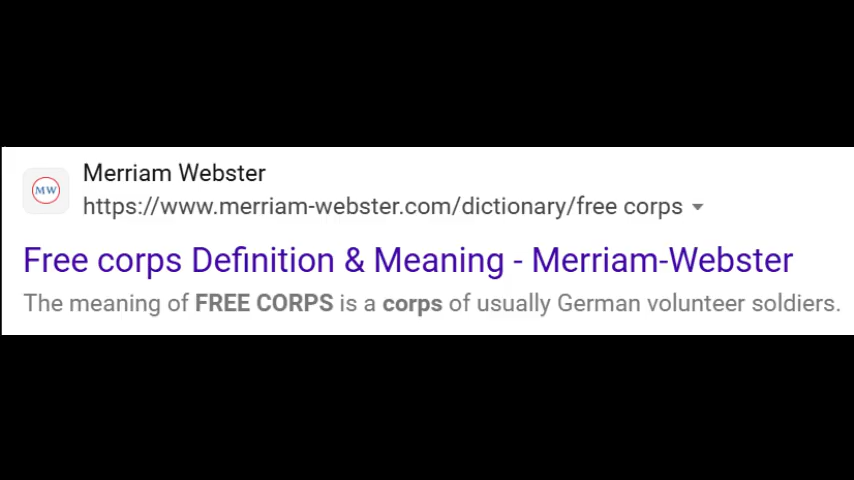 MW
Merriam Webster
https://www.merriam-webster.com/dictionary/free corps
Free corps Definition & Meaning - Merriam-Webster
The meaning of FREE CORPS is a corps of usually German volunteer soldiers.